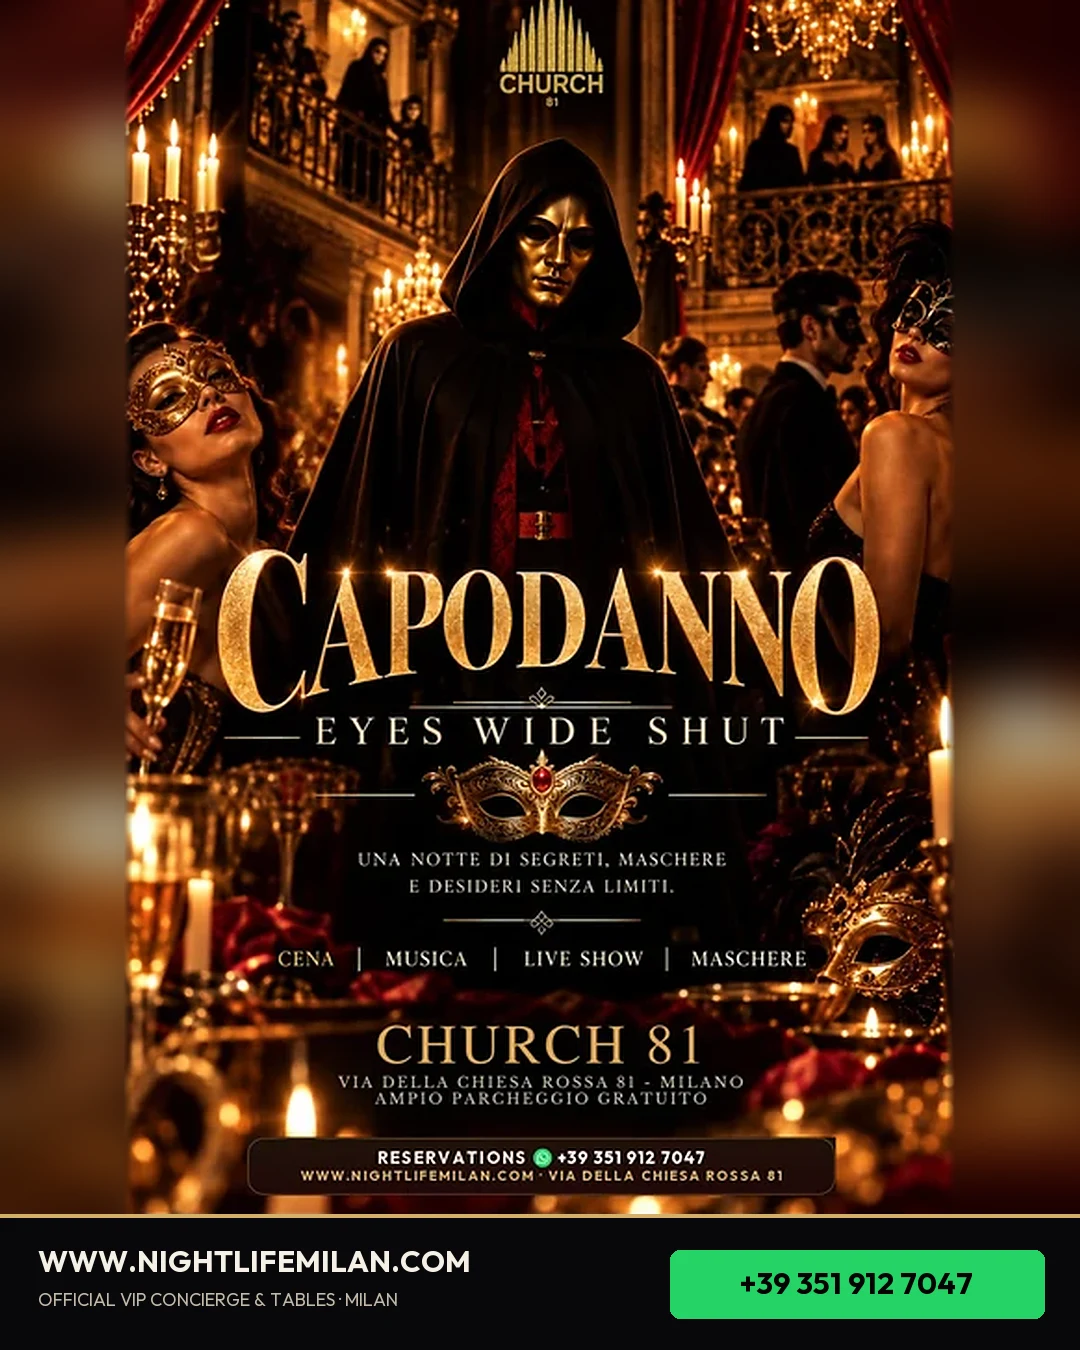 CHURCH
81
CAPODANNO
EYES WIDE SHUT
UNA NOTTE DI SEGRETI, MASCHERE
E DESIDERI SENZA LIMITI.
CENA | MUSICA | LIVE SHOW | MASCHERE
CHURCH 81
VIA DELLA CHIESA ROSSA 81 - MILANO
AMPIO PARCHEGGIO GRATUITO
RESERVATIONS +39 351 912 7047
WWW.NIGHTLIFEMILAN.COM · VIA DELLA CHIESA ROSSA 81
WWW.NIGHTLIFEMILAN.COM
OFFICIAL VIP CONCIERGE & TABLES · MILAN
+39 351 912 7047